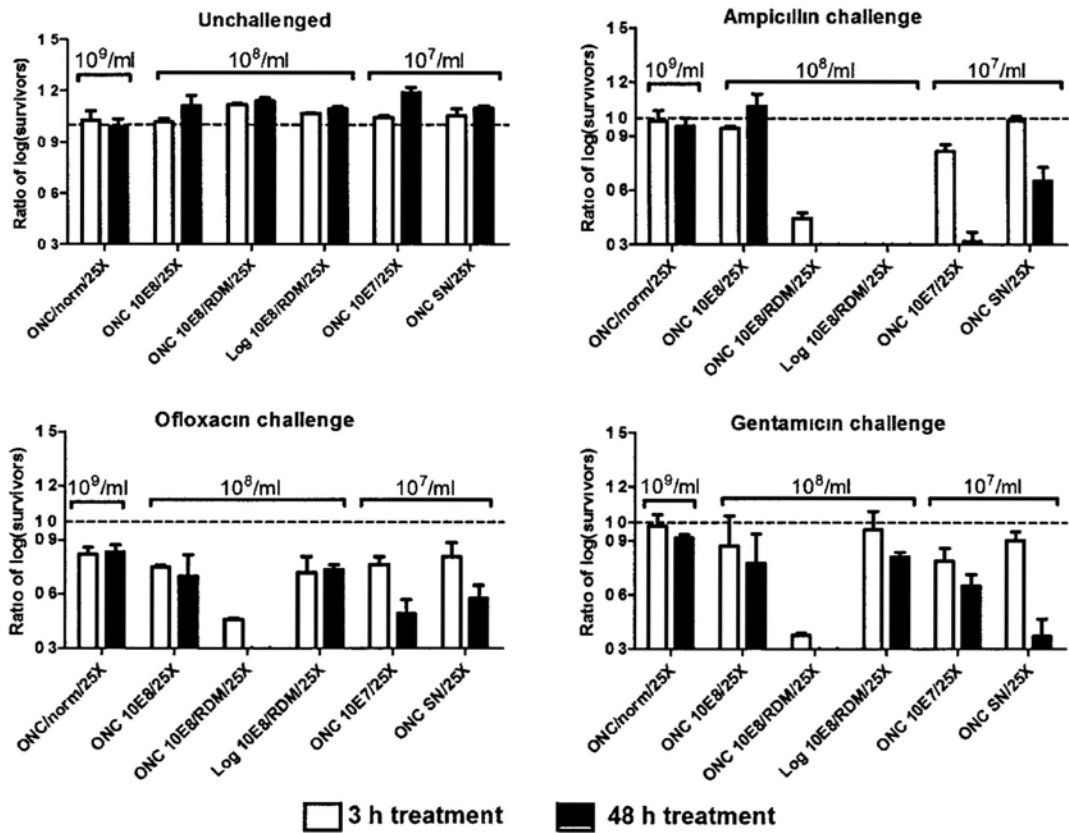 Unchallenged
Ratio of log(survivors)
1 5
1 2
1 0
0 9
0 6
0 3
10⁹/ml
10⁸/ml
10⁷/ml
ONC/norm/25X
ONC 10E8/25X
ONC 10E8/RDM/25X
Log 10E8/RDM/25X
ONC 10E7/25X
ONC SN/25X
Ampicillin challenge
Ratio of log(survivors)
1 5
1 2
1 0
0 9
0 6
0 3
10⁹/ml
10⁸/ml
10⁷/ml
ONC/norm/25X
ONC 10E8/25X
ONC 10E8/RDM/25X
Log 10E8/RDM/25X
ONC 10E7/25X
ONC SN/25X
Ofloxacin challenge
Ratio of log(survivors)
1 5
1 2
1 0
0 9
0 6
0 3
10⁹/ml
10⁸/ml
10⁷/ml
ONC/norm/25X
ONC 10E8/25X
ONC 10E8/RDM/25X
Log 10E8/RDM/25X
ONC 10E7/25X
ONC SN/25X
Gentamicin challenge
Ratio of log(survivors)
1 5
1 2
1 0
0 9
0 6
0 3
10⁹/ml
10⁸/ml
10⁷/ml
ONC/norm/25X
ONC 10E8/25X
ONC 10E8/RDM/25X
Log 10E8/RDM/25X
ONC 10E7/25X
ONC SN/25X
3 h treatment
48 h treatment